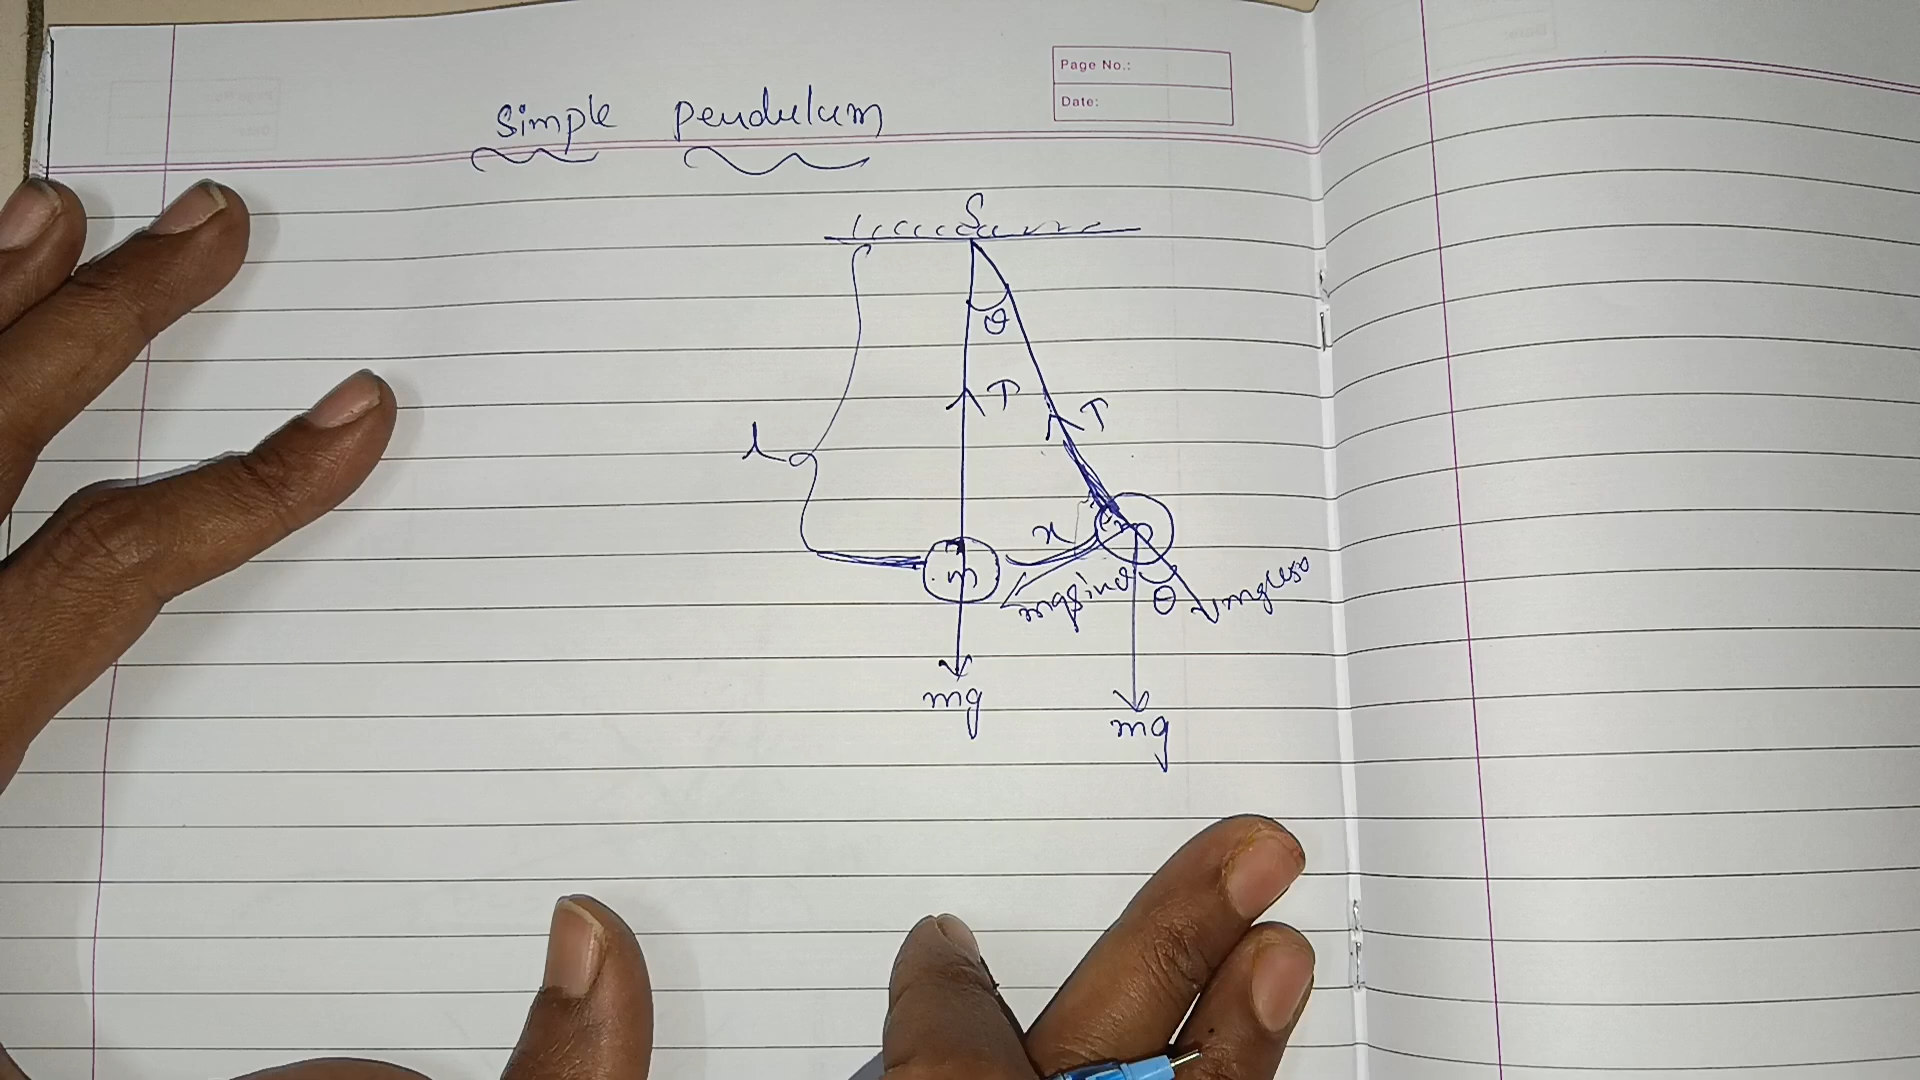 Page No.:
Date:
Simple Pendulum
S
θ
T
T
l
x
m
mg sinθ
θ
mg cosθ
mg
mg